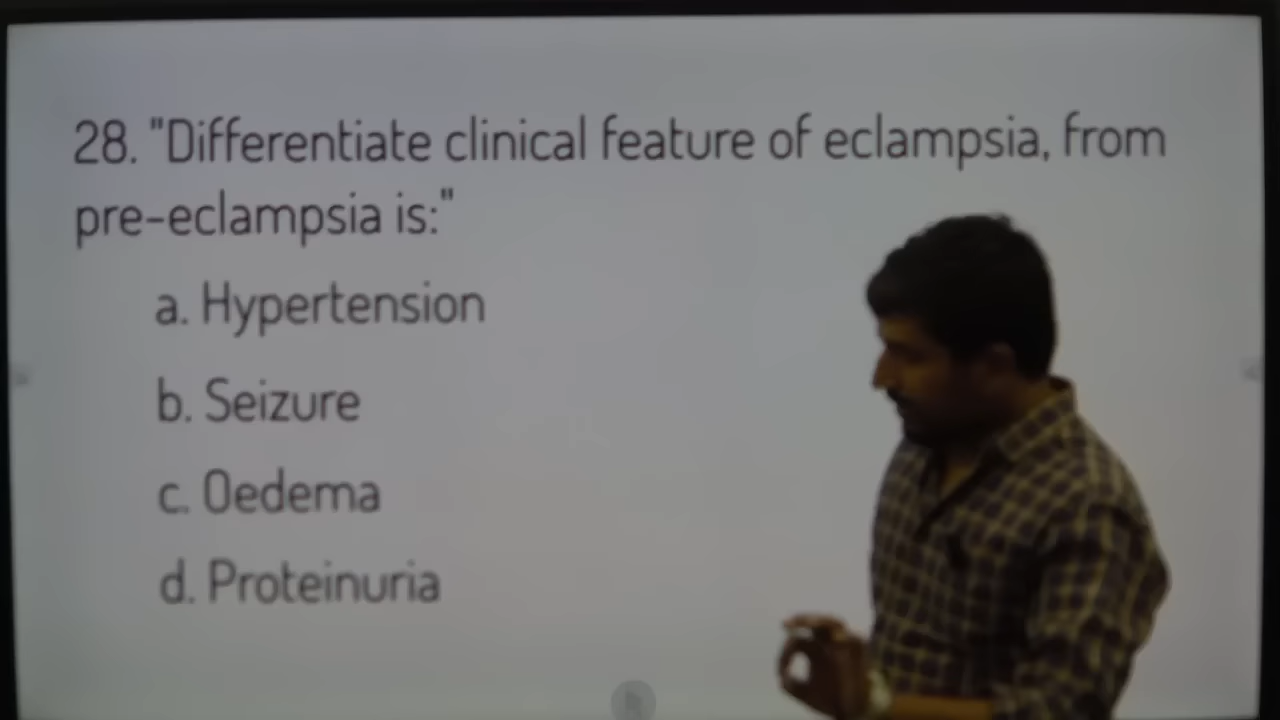 28. "Differentiate clinical feature of eclampsia, from
pre-eclampsia is:"
a. Hypertension
b. Seizure
c. Oedema
d. Proteinuria